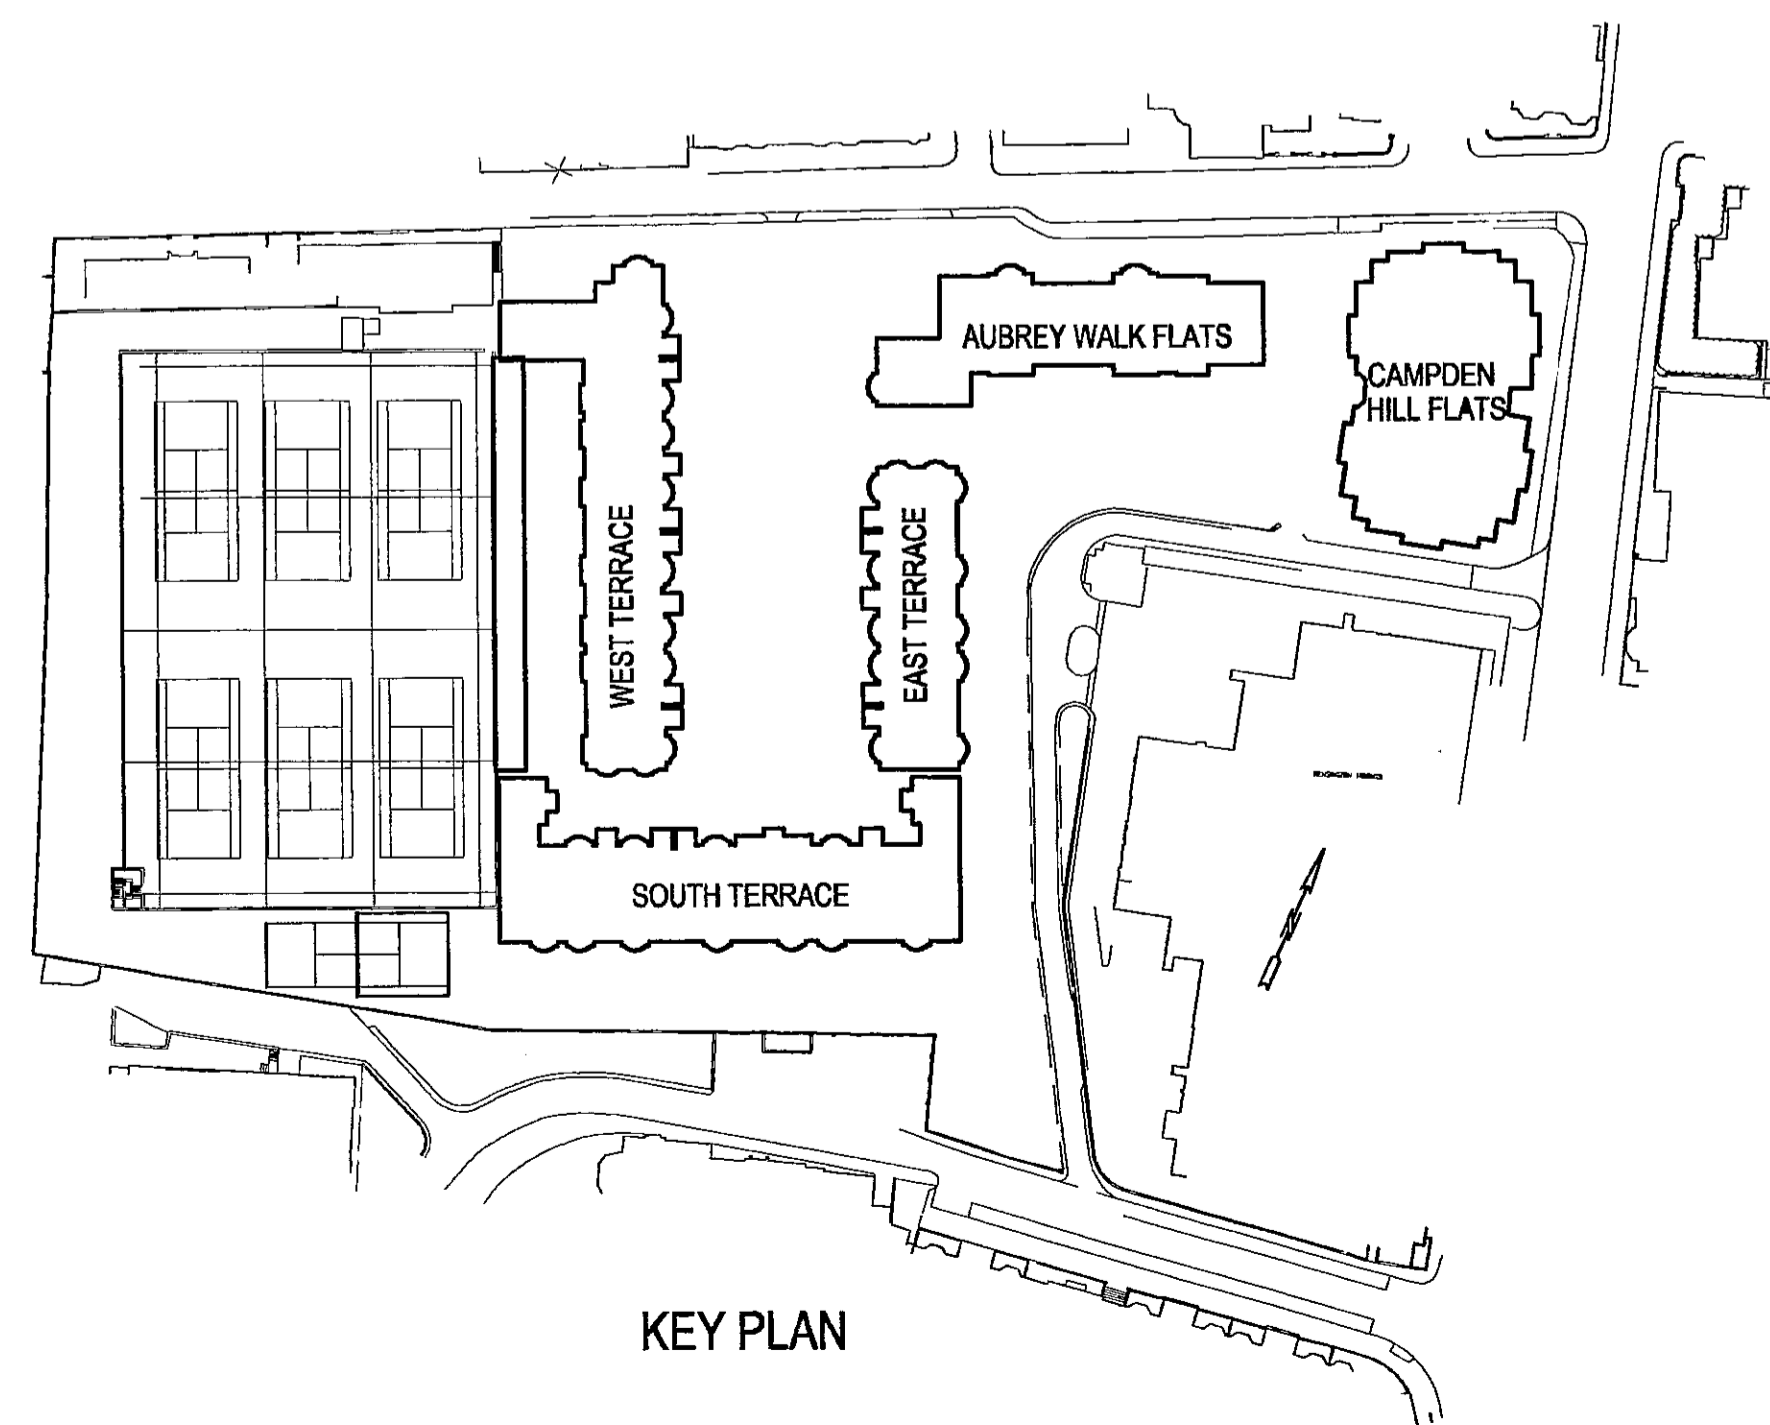 AUBREY WALK FLATS
CAMPDEN
HILL FLATS
WEST TERRACE
EAST TERRACE
SOUTH TERRACE
N
KEY PLAN